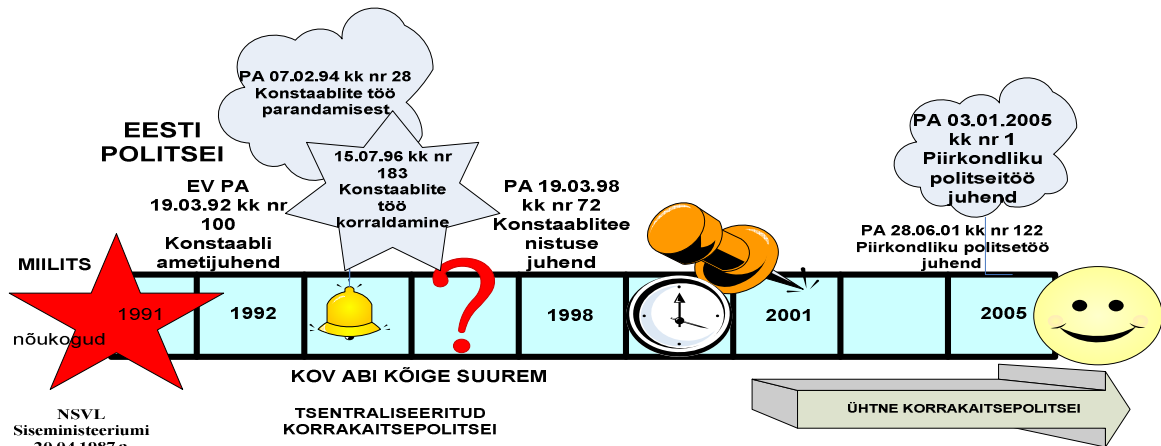 PA 07.02.94 kk nr 28
Konstaablite töö
parandamisest
EESTI
POLITSEI
15.07.96 kk nr
183
Konstaablite
töö
korraldamine
EV PA
19.03.92 kk nr
100
Konstaabli
ametijuhend
PA 19.03.98
kk nr 72
Konstaablitee
nistuse
juhend
PA 03.01.2005
kk nr 1
Piirkondliku
politseitöö
juhend
PA 28.06.01 kk nr 122
Piirkondliku politsetöö
juhend
MIILITS
1991
nõukogud
1992
1998
2001
2005
KOV ABI KÕIGE SUUREM
TSENTRALISEERITUD
KORRAKAITSEPOLITSEI
ÜHTNE KORRAKAITSEPOLITSEI
NSVL
Siseministeeriumi
20.04.1987.a